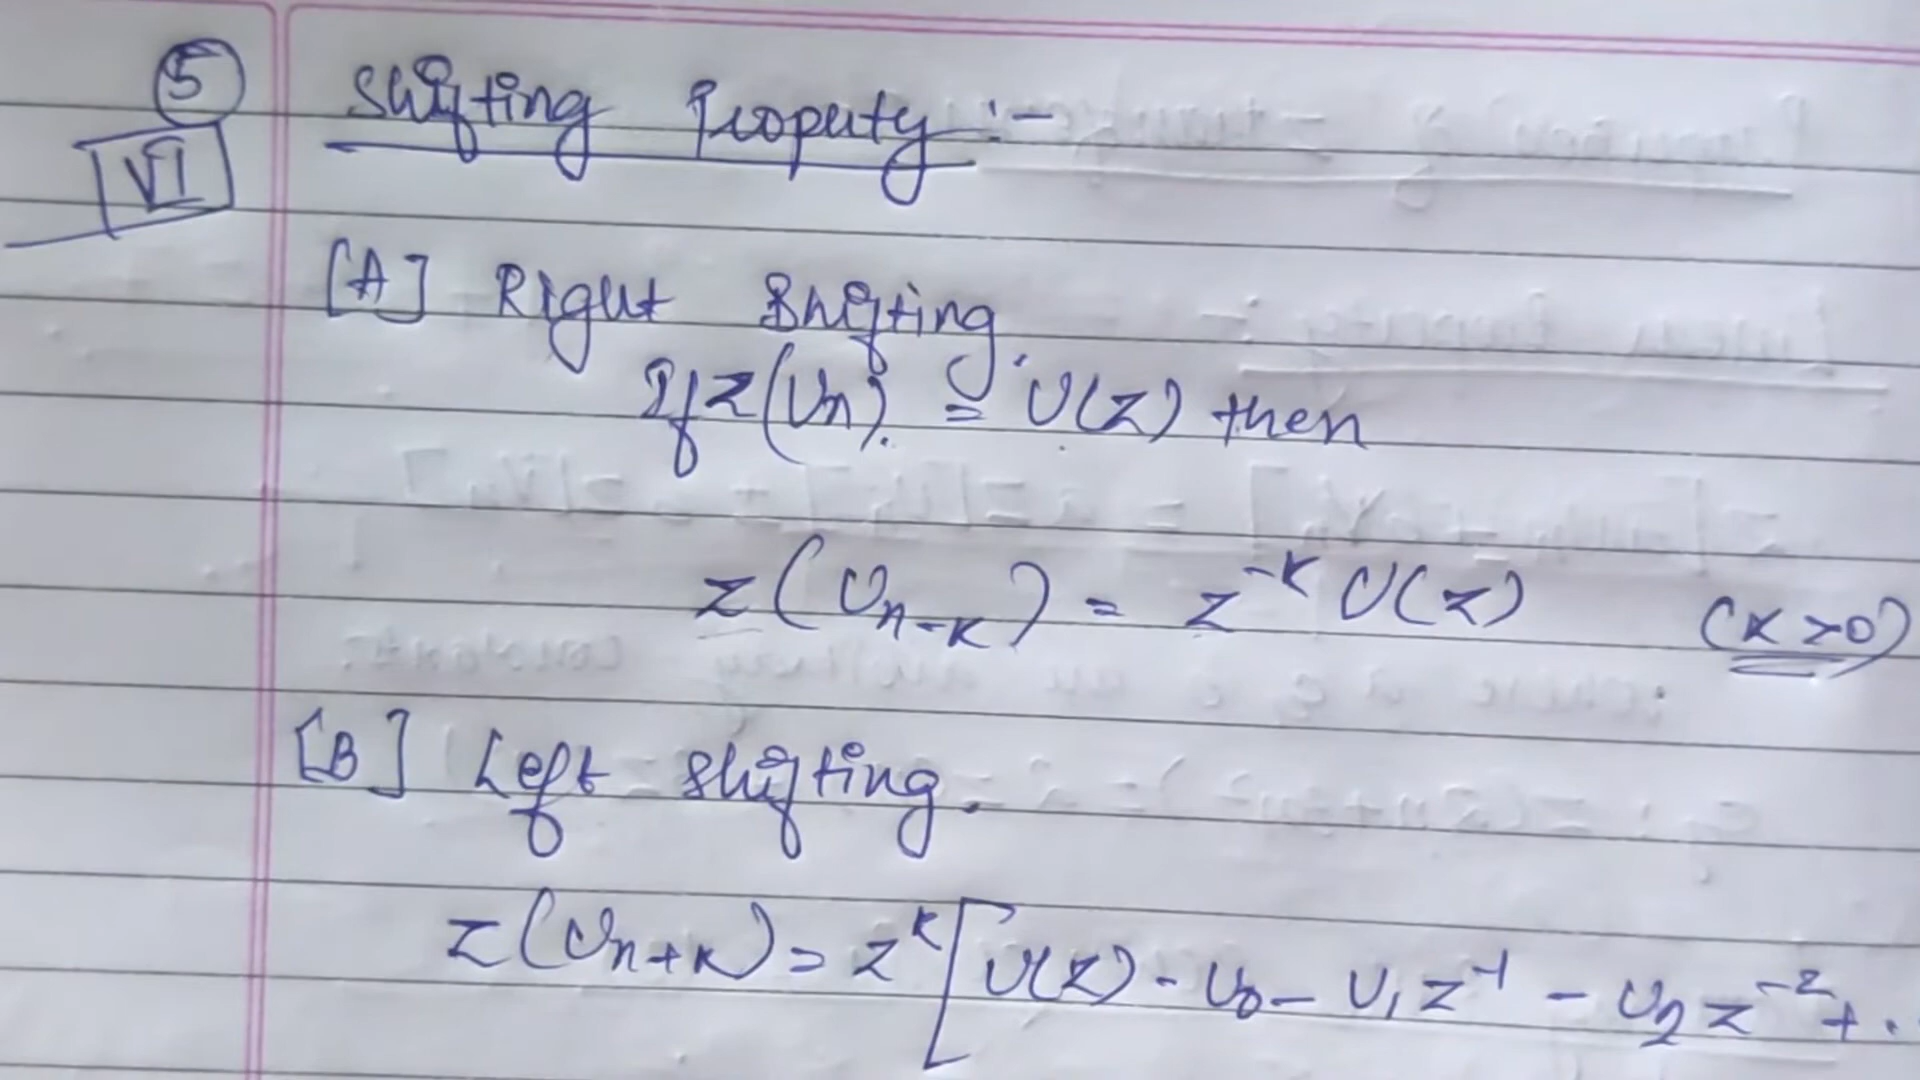 5
VI
Shifting Property :-
[A] Right Shifting.
If z(Un) = U(z) then
z(Un-k) = z^-k U(z) (k>0)
[B] Left shifting.
z(Un+k) = z^k [U(z) - U0 - U1 z^-1 - U2 z^-2 + .